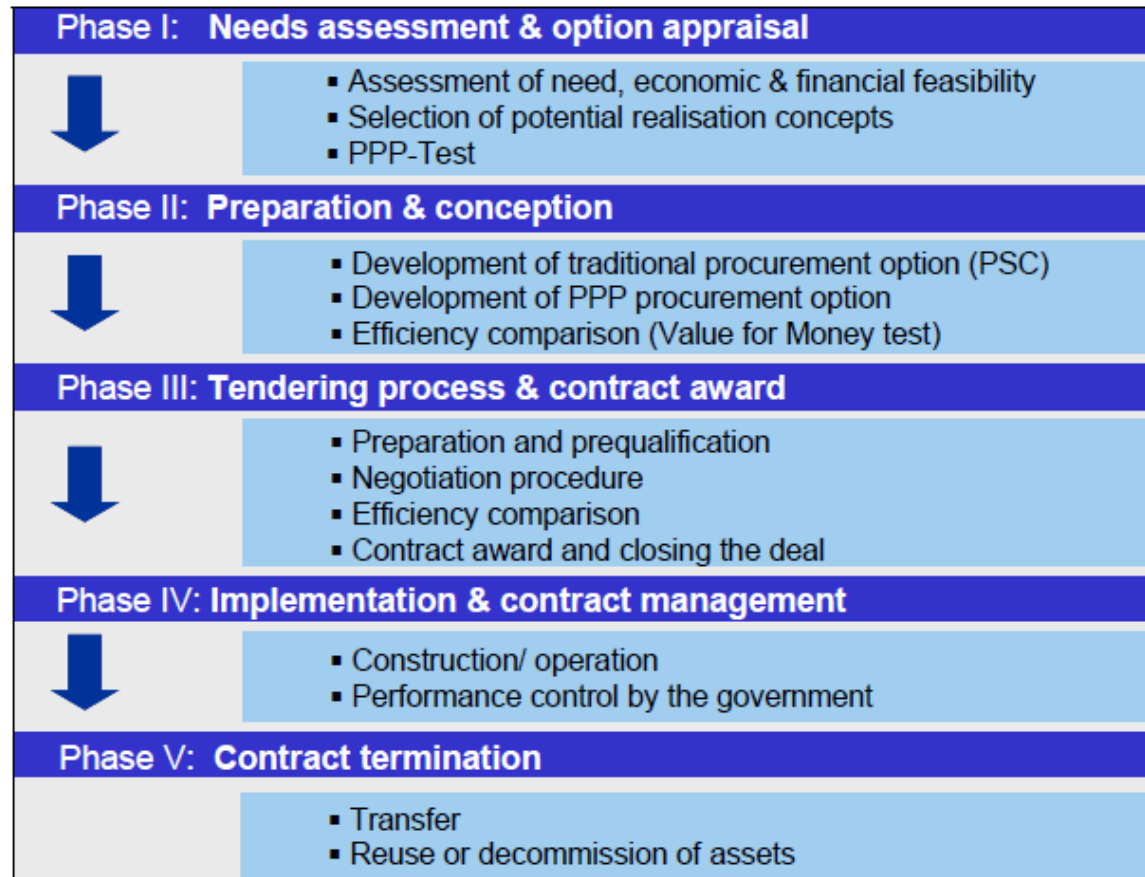 Phase I: Needs assessment & option appraisal
▪ Assessment of need, economic & financial feasibility
▪ Selection of potential realisation concepts
▪ PPP-Test
Phase II: Preparation & conception
▪ Development of traditional procurement option (PSC)
▪ Development of PPP procurement option
▪ Efficiency comparison (Value for Money test)
Phase III: Tendering process & contract award
▪ Preparation and prequalification
▪ Negotiation procedure
▪ Efficiency comparison
▪ Contract award and closing the deal
Phase IV: Implementation & contract management
▪ Construction/ operation
▪ Performance control by the government
Phase V: Contract termination
▪ Transfer
▪ Reuse or decommission of assets